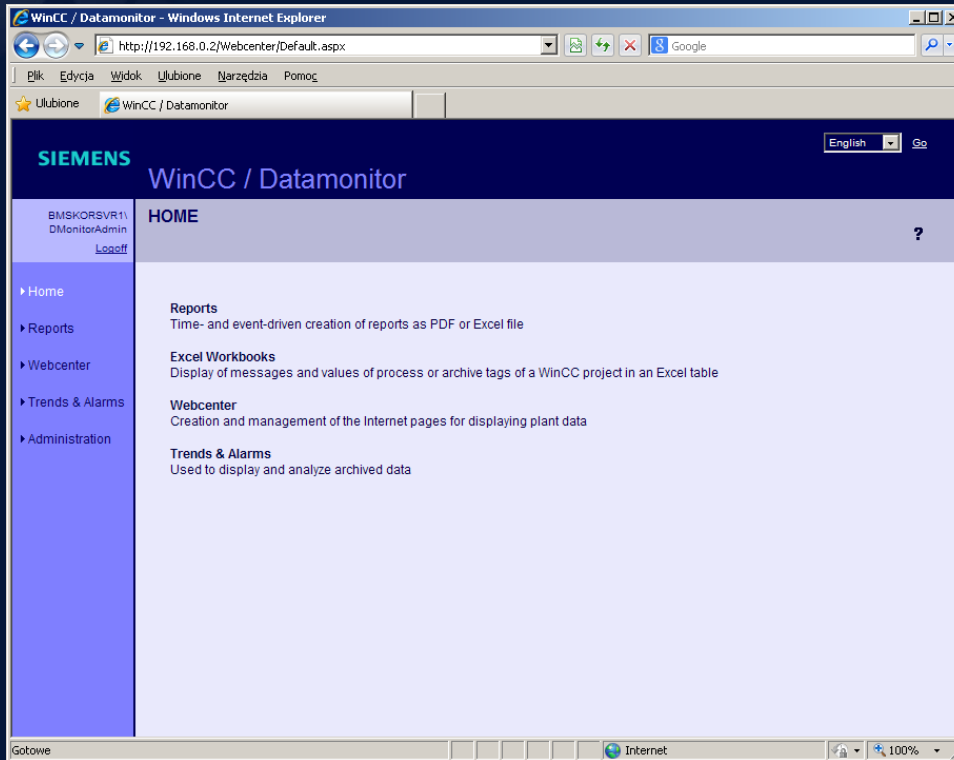 WinCC / Datamonitor - Windows Internet Explorer
http://192.168.0.2/Webcenter/Default.aspx
Google
Plik Edycja Widok Ulubione Narzędzia Pomoc
Ulubione WinCC / Datamonitor
English Go
SIEMENS
WinCC / Datamonitor
BMSKORSVR1\
DMonitorAdmin
Logoff
HOME
?
Home
Reports
Webcenter
Trends & Alarms
Administration
Reports
Time- and event-driven creation of reports as PDF or Excel file
Excel Workbooks
Display of messages and values of process or archive tags of a WinCC project in an Excel table
Webcenter
Creation and management of the Internet pages for displaying plant data
Trends & Alarms
Used to display and analyze archived data
Gotowe Internet 100%